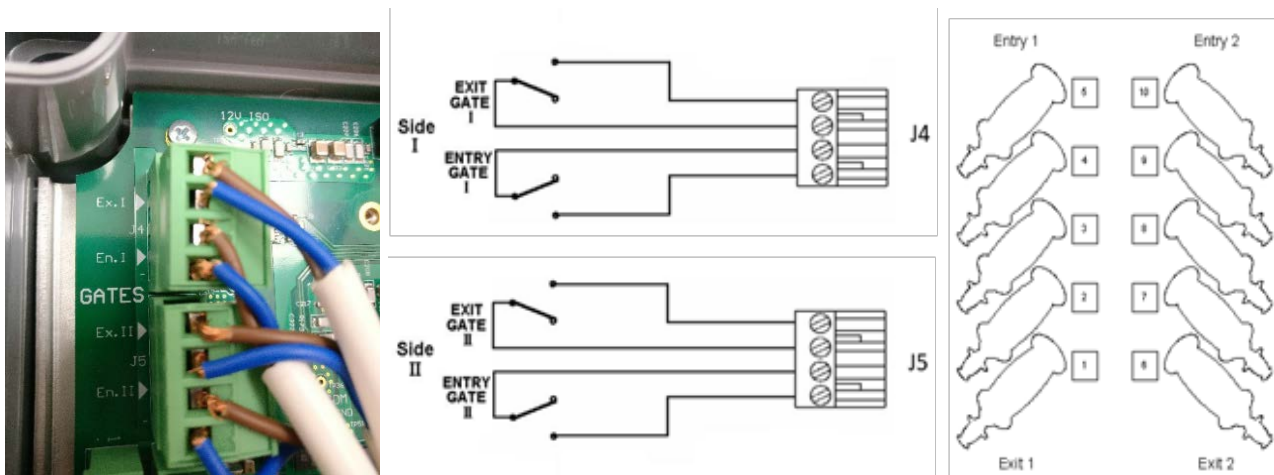 12V_ISO
Ex.I
J4
En.I
GATES
Ex.II
J5
En.II
EXIT
GATE
I
Side
I
ENTRY
GATE
I
J4
EXIT
GATE
II
Side
II
ENTRY
GATE
II
J5
Entry 1
Entry 2
5
10
4
9
3
8
2
7
1
6
Exit 1
Exit 2